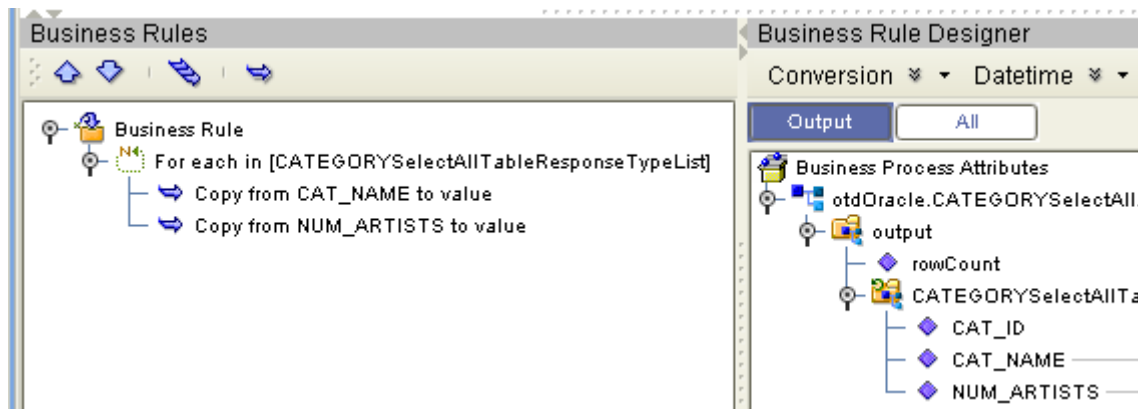 Business Rules
Business Rule
For each in [CATEGORYSelectAllTableResponseTypeList]
Copy from CAT_NAME to value
Copy from NUM_ARTISTS to value
Business Rule Designer
Conversion Datetime
Output All
Business Process Attributes
otdOracle.CATEGORYSelectAll.
output
rowCount
CATEGORYSelectAllTa
CAT_ID
CAT_NAME
NUM_ARTISTS